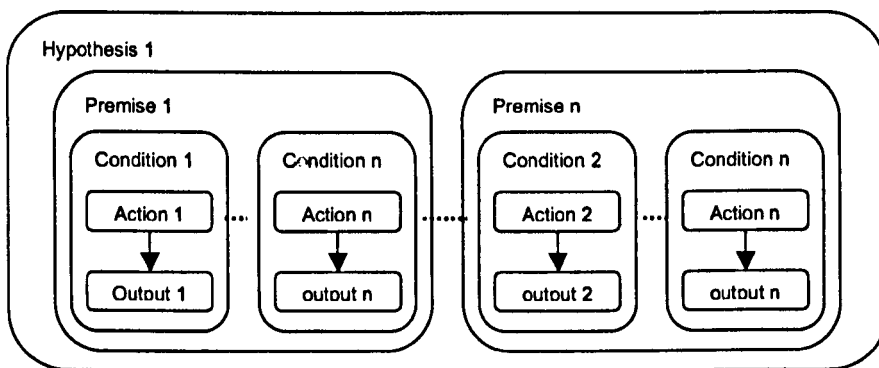 Hypothesis 1
Premise 1
Premise n
Condition 1
Condition n
Condition 2
Condition n
Action 1
Action n
Action 2
Action n
Output 1
output n
output 2
output n